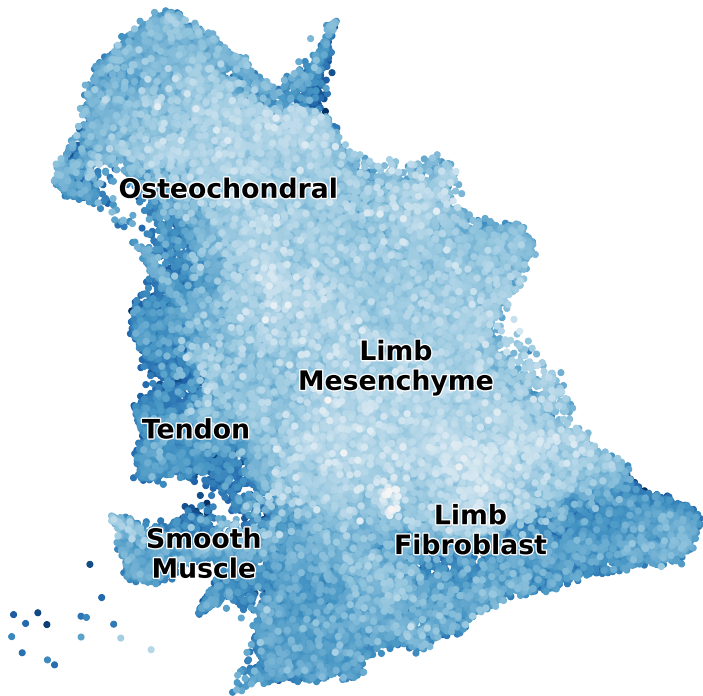 Osteochondral
Limb
Mesenchyme
Tendon
Limb
Fibroblast
Smooth
Muscle